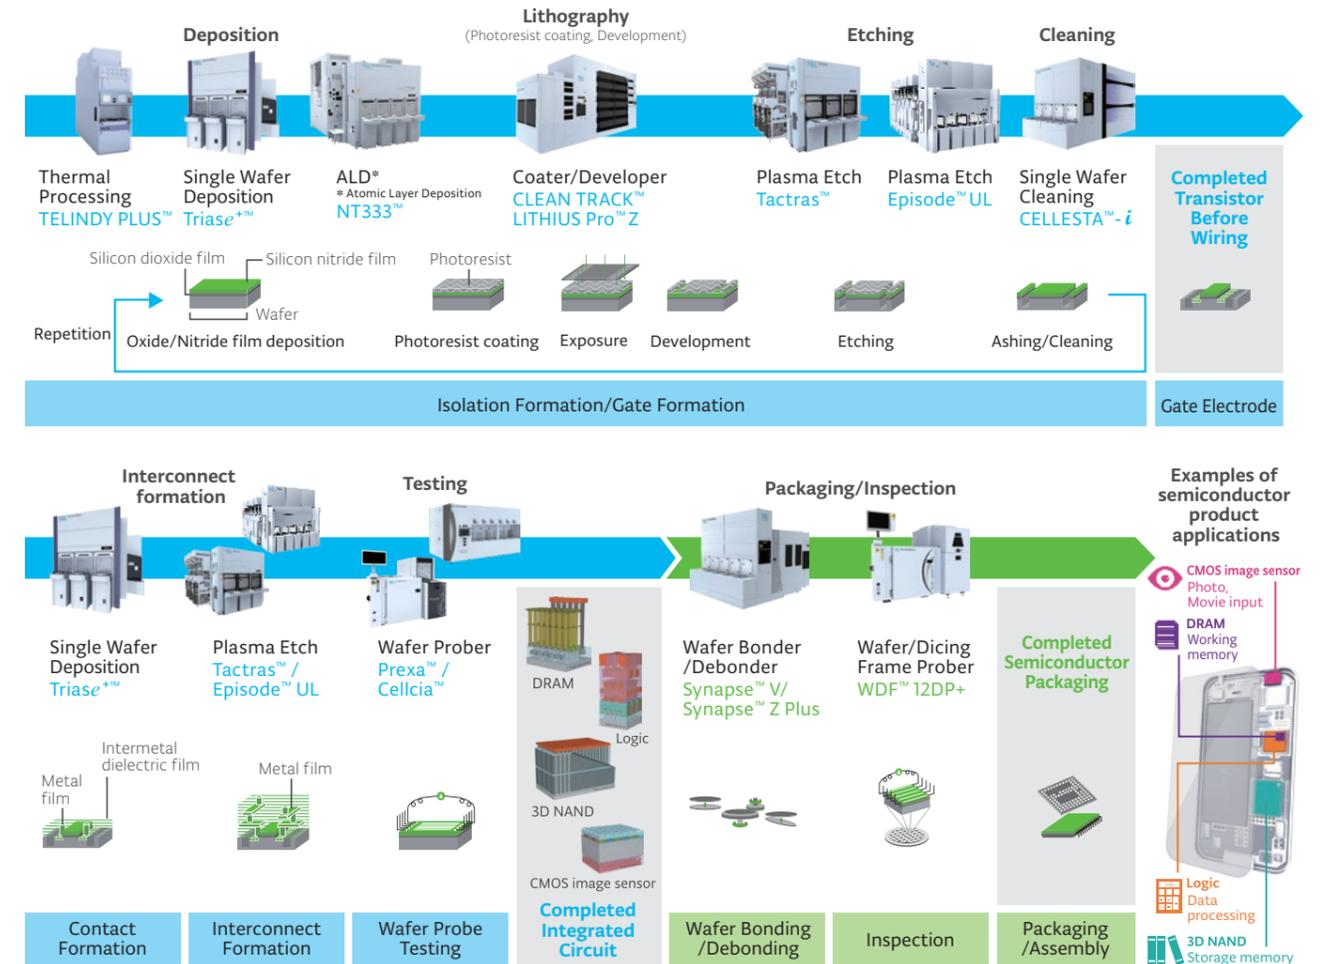 Deposition
Lithography
(Photoresist coating, Development)
Etching
Cleaning
Thermal
Processing
TELINDY PLUS™
Single Wafer
Deposition
Triase+™
ALD*
* Atomic Layer Deposition
NT333™
Coater/Developer
CLEAN TRACK™
LITHIUS Pro™ Z
Plasma Etch
Tactras™
Plasma Etch
Episode™ UL
Single Wafer
Cleaning
CELLESTA™-i
Completed
Transistor
Before
Wiring
Silicon dioxide film
Silicon nitride film
Wafer
Photoresist
Repetition
Oxide/Nitride film deposition
Photoresist coating
Exposure
Development
Etching
Ashing/Cleaning
Isolation Formation/Gate Formation
Gate Electrode
Interconnect
formation
Testing
Packaging/Inspection
Examples of
semiconductor
product
applications
Single Wafer
Deposition
Triase+™
Plasma Etch
Tactras™ /
Episode™ UL
Wafer Prober
Prexa™ /
Cellcia™
DRAM
Logic
3D NAND
CMOS image sensor
Completed
Integrated
Circuit
Wafer Bonder
/Debonder
Synapse™ V/
Synapse™ Z Plus
Wafer/Dicing
Frame Prober
WDF™ 12DP+
Completed
Semiconductor
Packaging
CMOS image sensor
Photo,
Movie input
DRAM
Working
memory
Logic
Data
processing
3D NAND
Storage memory
Metal
film
Intermetal
dielectric film
Metal film
Contact
Formation
Interconnect
Formation
Wafer Probe
Testing
Wafer Bonding
/Debonding
Inspection
Packaging
/Assembly